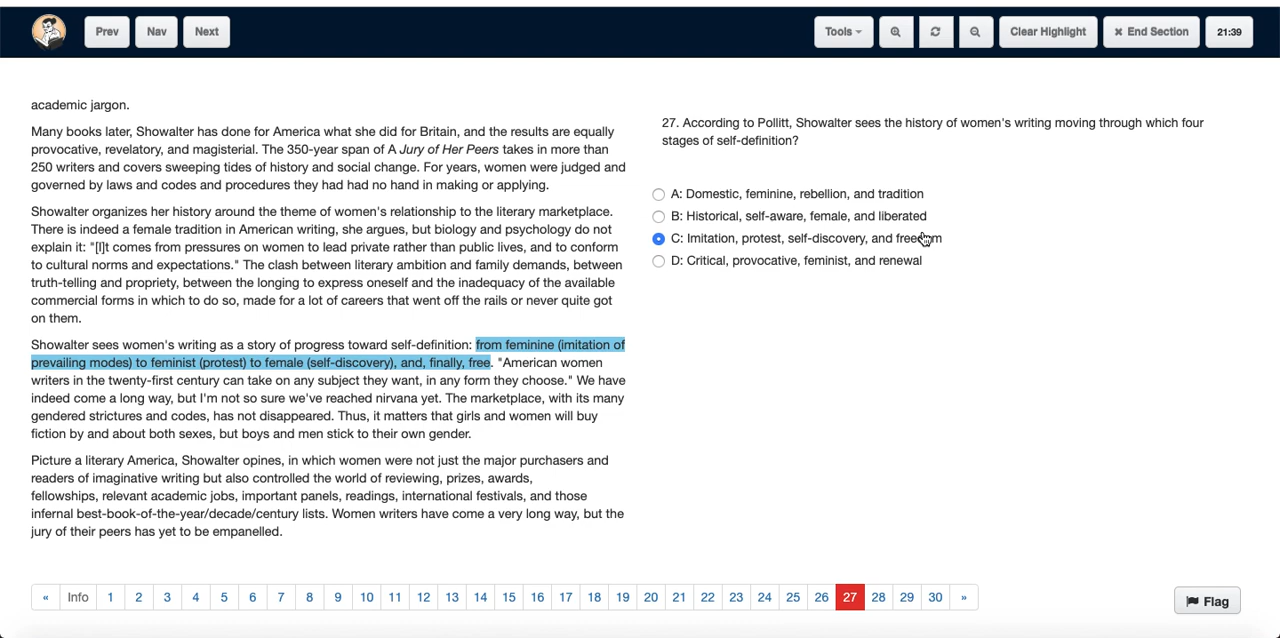 Prev Nav Next Tools Clear Highlight ✖ End Section 21:39
academic jargon.
Many books later, Showalter has done for America what she did for Britain, and the results are equally
provocative, revelatory, and magisterial. The 350-year span of A Jury of Her Peers takes in more than
250 writers and covers sweeping tides of history and social change. For years, women were judged and
governed by laws and codes and procedures they had had no hand in making or applying.
Showalter organizes her history around the theme of women's relationship to the literary marketplace.
There is indeed a female tradition in American writing, she argues, but biology and psychology do not
explain it: "[I]t comes from pressures on women to lead private rather than public lives, and to conform
to cultural norms and expectations." The clash between literary ambition and family demands, between
truth-telling and propriety, between the longing to express oneself and the inadequacy of the available
commercial forms in which to do so, made for a lot of careers that went off the rails or never quite got
on them.
Showalter sees women's writing as a story of progress toward self-definition: from feminine (imitation of
prevailing modes) to feminist (protest) to female (self-discovery), and, finally, free. "American women
writers in the twenty-first century can take on any subject they want, in any form they choose." We have
indeed come a long way, but I'm not so sure we've reached nirvana yet. The marketplace, with its many
gendered strictures and codes, has not disappeared. Thus, it matters that girls and women will buy
fiction by and about both sexes, but boys and men stick to their own gender.
Picture a literary America, Showalter opines, in which women were not just the major purchasers and
readers of imaginative writing but also controlled the world of reviewing, prizes, awards,
fellowships, relevant academic jobs, important panels, readings, international festivals, and those
infernal best-book-of-the-year/decade/century lists. Women writers have come a very long way, but the
jury of their peers has yet to be empanelled.
27. According to Pollitt, Showalter sees the history of women's writing moving through which four
stages of self-definition?
A: Domestic, feminine, rebellion, and tradition
B: Historical, self-aware, female, and liberated
C: Imitation, protest, self-discovery, and freedom
D: Critical, provocative, feminist, and renewal
« Info 1 2 3 4 5 6 7 8 9 10 11 12 13 14 15 16 17 18 19 20 21 22 23 24 25 26 27 28 29 30 »
Flag